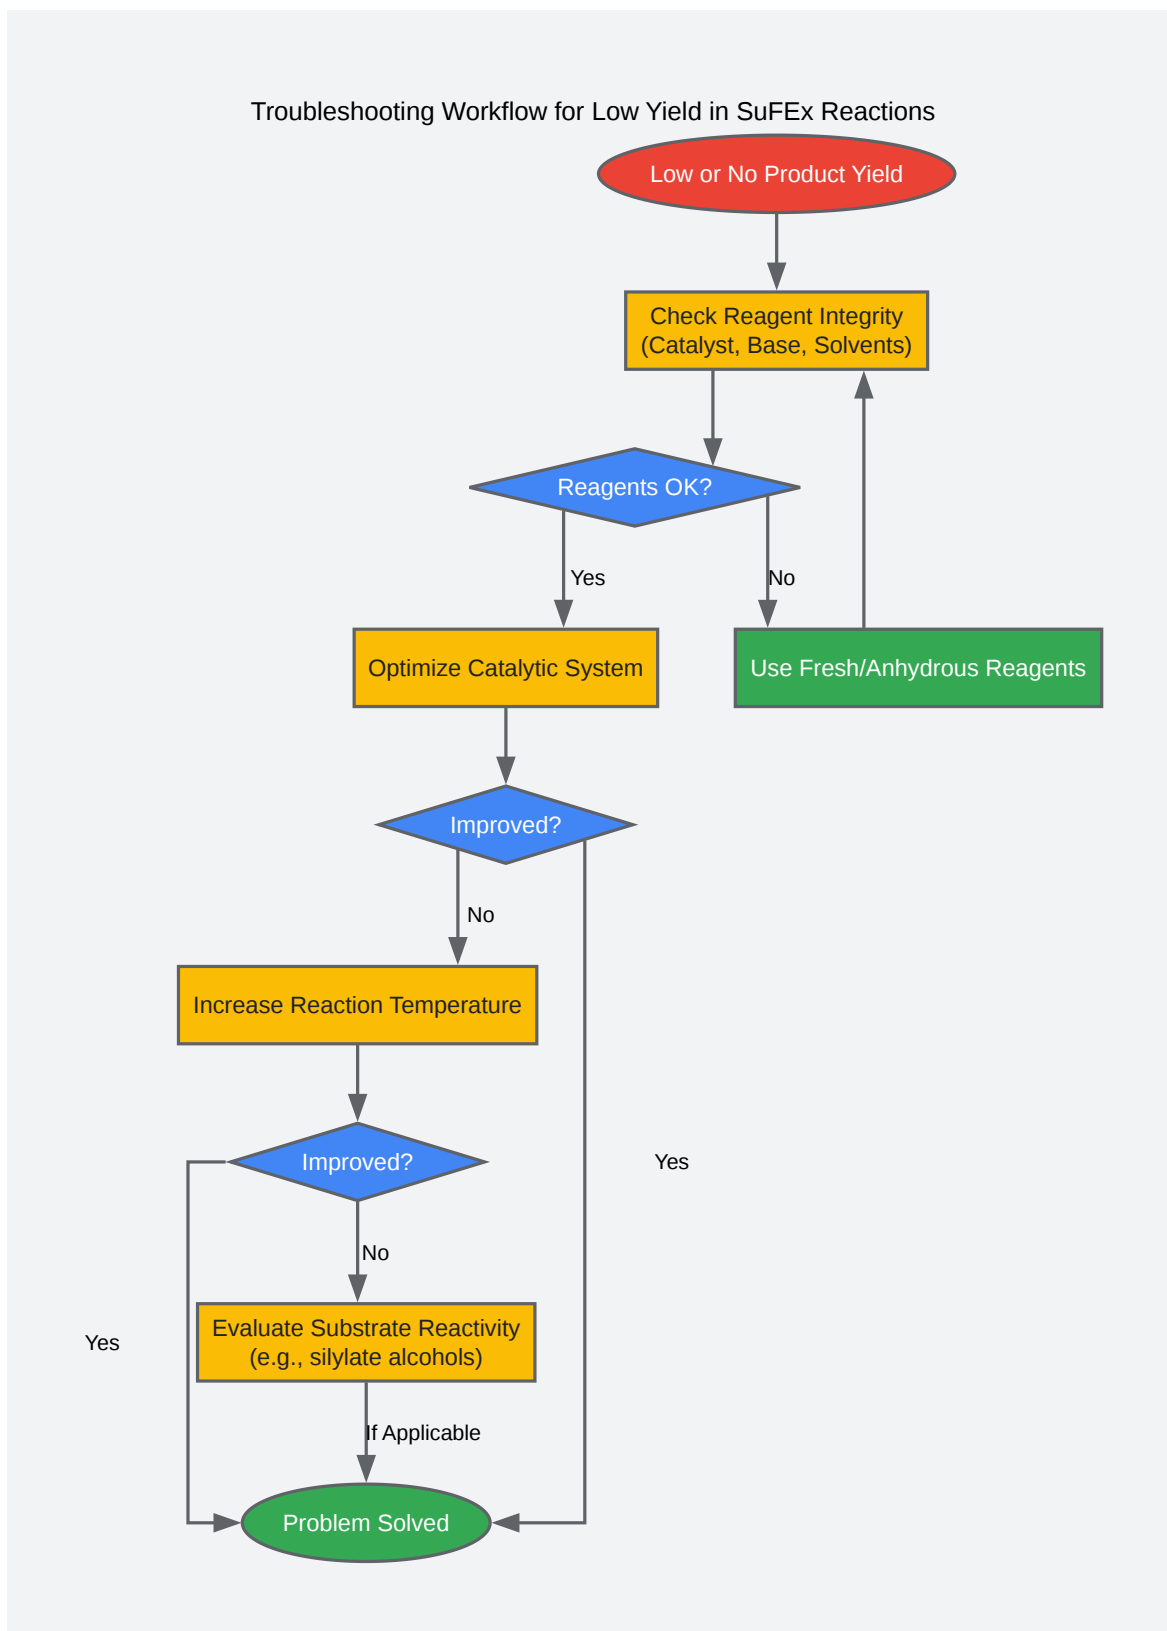 Troubleshooting Workflow for Low Yield in SuFEx Reactions
Low or No Product Yield
Check Reagent Integrity
(Catalyst, Base, Solvents)
Reagents OK?
Yes
No
Optimize Catalytic System
Use Fresh/Anhydrous Reagents
Improved?
No
Increase Reaction Temperature
Improved?
Yes
No
Evaluate Substrate Reactivity
(e.g., silylate alcohols)
Yes
If Applicable
Problem Solved